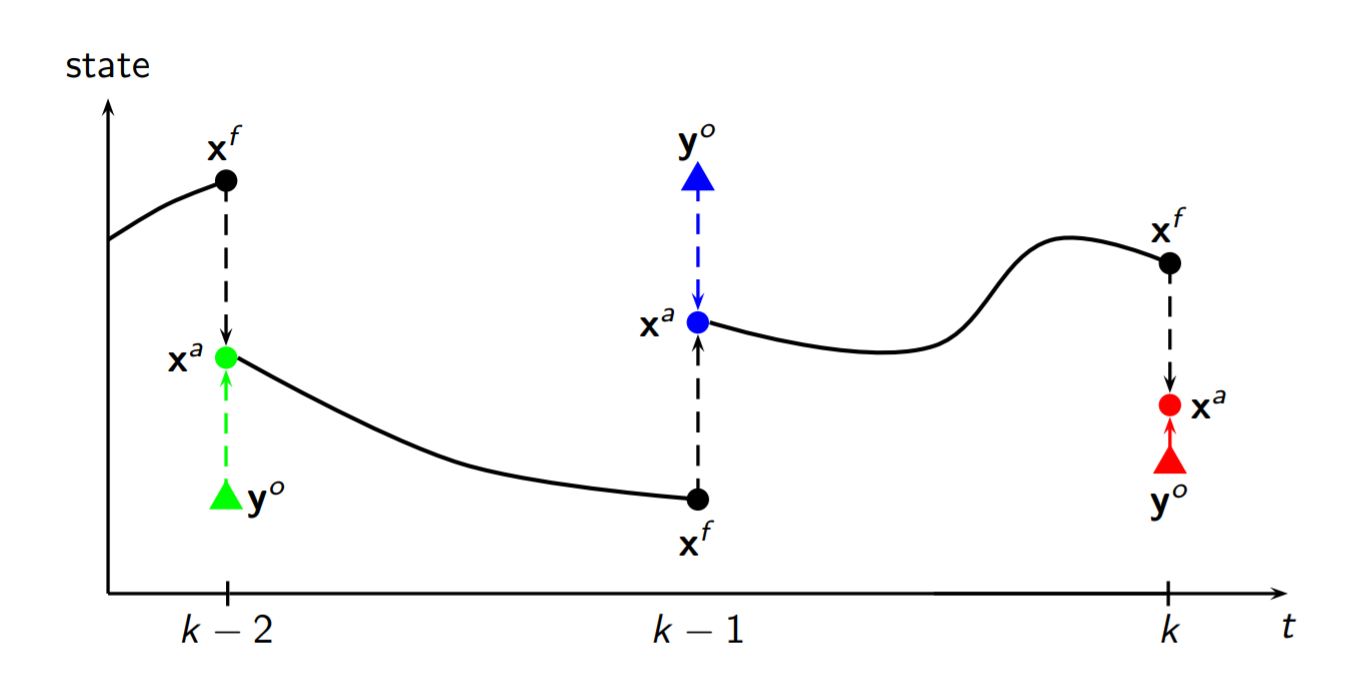 state
x^f
y^o
x^f
x^a
x^a
x^a
y^o
y^o
x^f
k − 2
k − 1
k
t